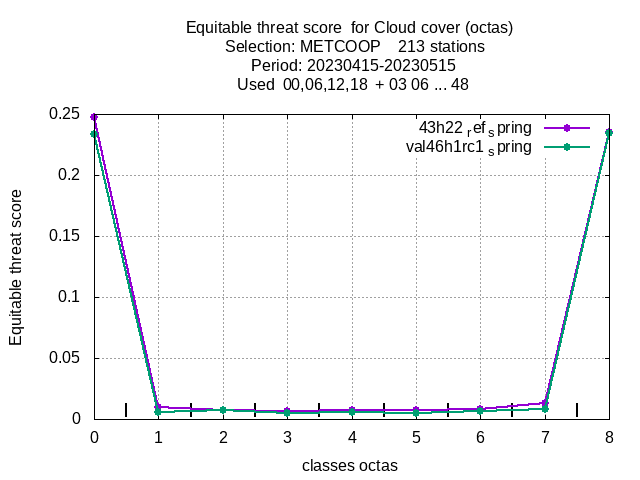 Equitable threat score  for Cloud cover (octas)
Selection: METCOOP    213 stations
Period: 20230415-20230515
Used  00,06,12,18  + 03 06 ... 48
43h22 ref spring
val46h1rc1 spring
Equitable threat score
0.25
0.2
0.15
0.1
0.05
0
0 1 2 3 4 5 6 7 8
classes octas